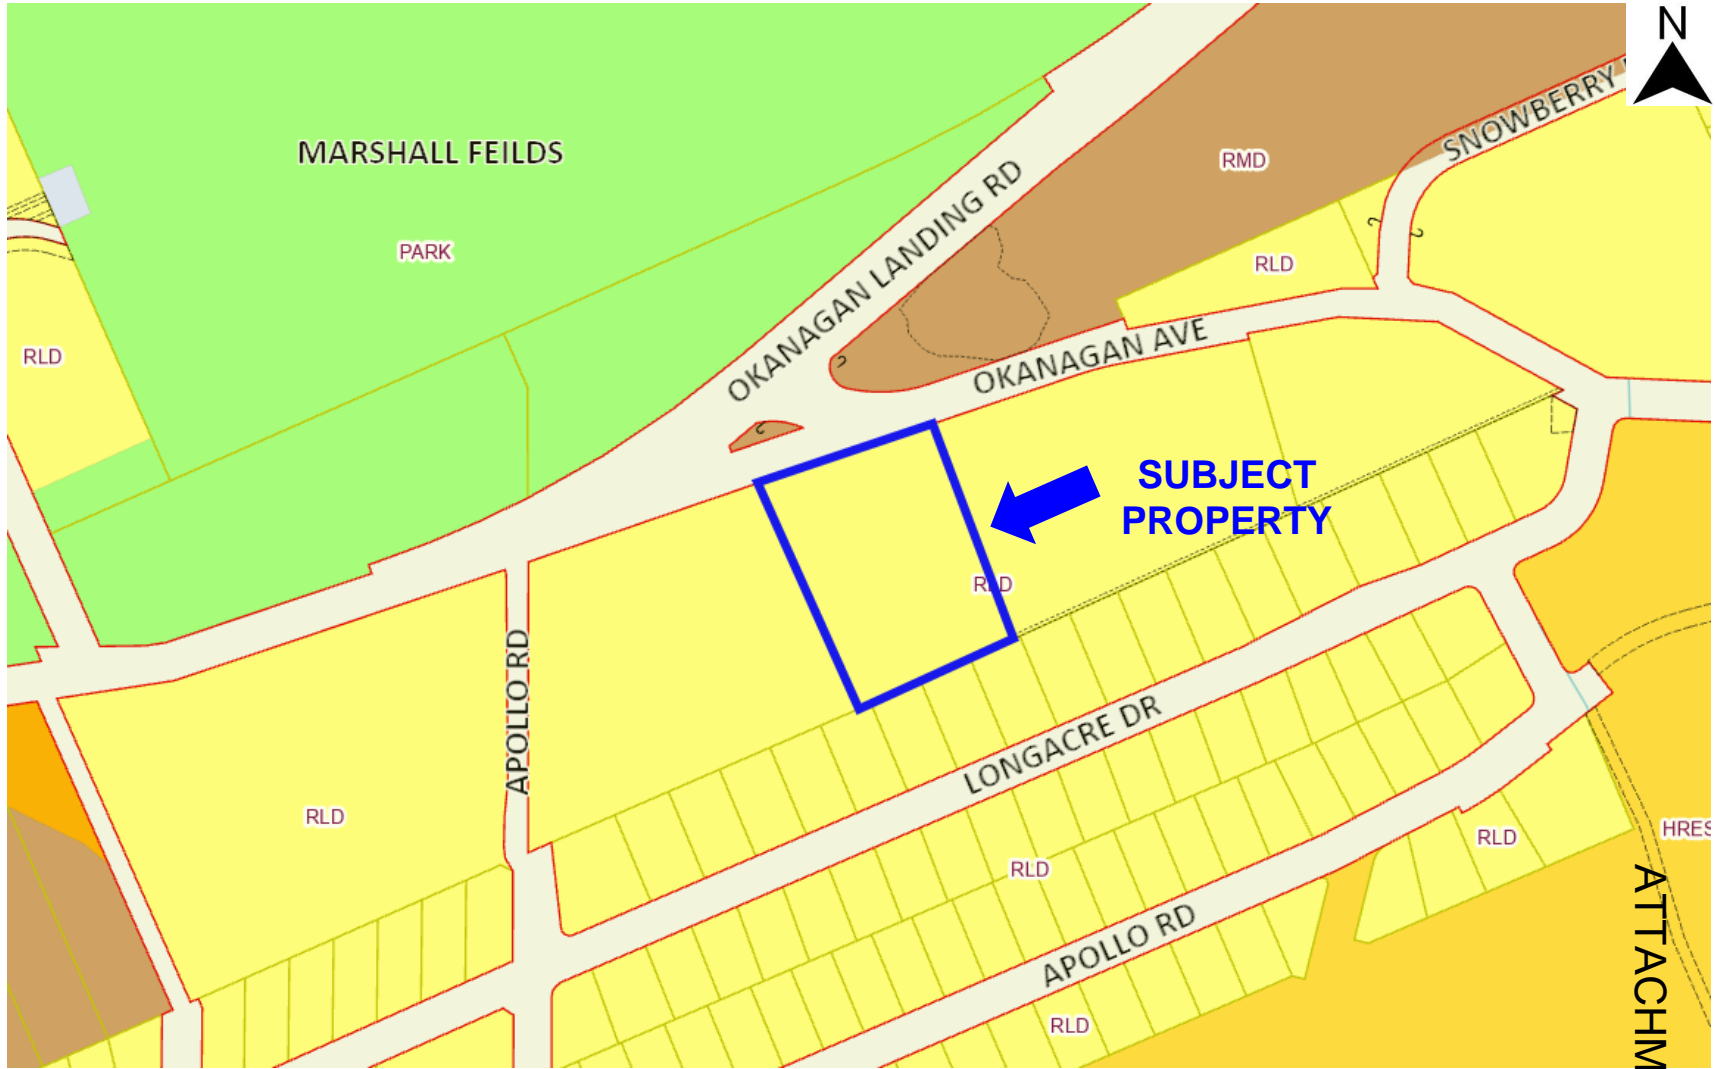 N
SNOWBERRY
MARSHALL FEILDS
RMD
OKANAGAN LANDING RD
PARK
RLD
RLD
OKANAGAN AVE
SUBJECT
PROPERTY
RLD
APOLLO RD
LONGACRE DR
RLD
HRES
RLD
RLD
ATTACHM
APOLLO RD
RLD